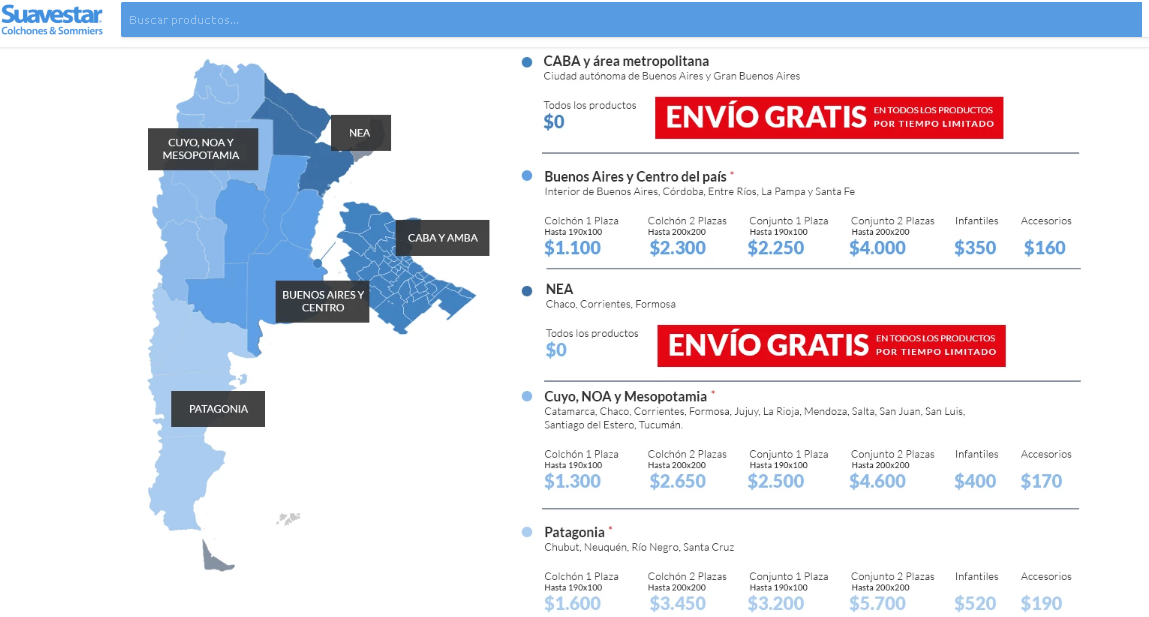 Suavestar
Colchones & Sommiers
Buscar productos...
CUYO, NOA Y
MESOPOTAMIA
NEA
CABA Y AMBA
BUENOS AIRES Y
CENTRO
PATAGONIA
CABA y área metropolitana
Ciudad autónoma de Buenos Aires y Gran Buenos Aires
Todos los productos
$0
ENVÍO GRATIS EN TODOS LOS PRODUCTOS
POR TIEMPO LIMITADO
Buenos Aires y Centro del país *
Interior de Buenos Aires, Córdoba, Entre Ríos, La Pampa y Santa Fe
Colchón 1 Plaza Colchón 2 Plazas Conjunto 1 Plaza Conjunto 2 Plazas Infantiles Accesorios
Hasta 190x100 Hasta 200x200 Hasta 190x100 Hasta 200x200
$1.100 $2.300 $2.250 $4.000 $350 $160
NEA
Chaco, Corrientes, Formosa
Todos los productos
$0
ENVÍO GRATIS EN TODOS LOS PRODUCTOS
POR TIEMPO LIMITADO
Cuyo, NOA y Mesopotamia *
Catamarca, Chaco, Corrientes, Formosa, Jujuy, La Rioja, Mendoza, Salta, San Juan, San Luis,
Santiago del Estero, Tucumán.
Colchón 1 Plaza Colchón 2 Plazas Conjunto 1 Plaza Conjunto 2 Plazas Infantiles Accesorios
Hasta 190x100 Hasta 200x200 Hasta 190x100 Hasta 200x200
$1.300 $2.650 $2.500 $4.600 $400 $170
Patagonia *
Chubut, Neuquén, Río Negro, Santa Cruz
Colchón 1 Plaza Colchón 2 Plazas Conjunto 1 Plaza Conjunto 2 Plazas Infantiles Accesorios
Hasta 190x100 Hasta 200x200 Hasta 190x100 Hasta 200x200
$1.600 $3.450 $3.200 $5.700 $520 $190